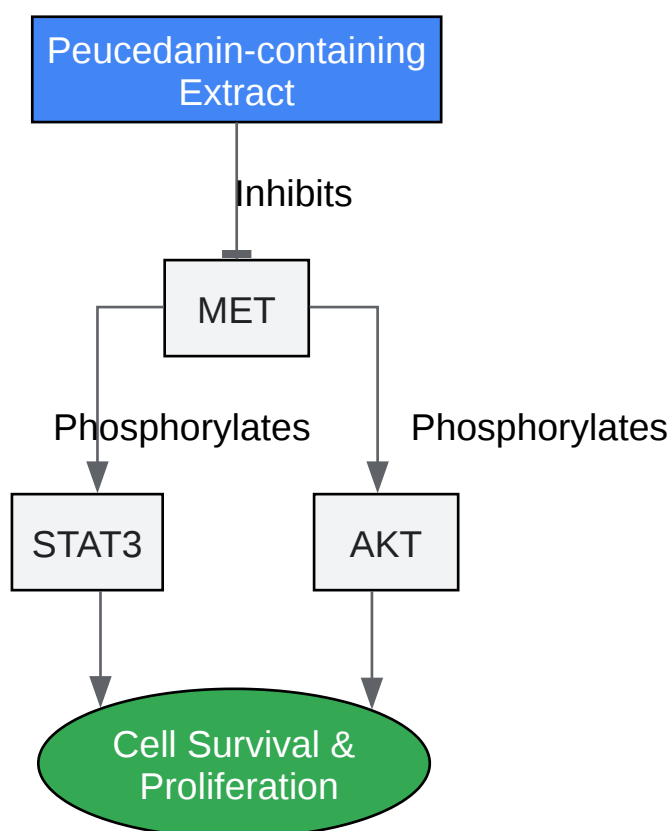 Peucedanin-containing
Extract
Inhibits
MET
Phosphorylates
Phosphorylates
STAT3
AKT
Cell Survival &
Proliferation